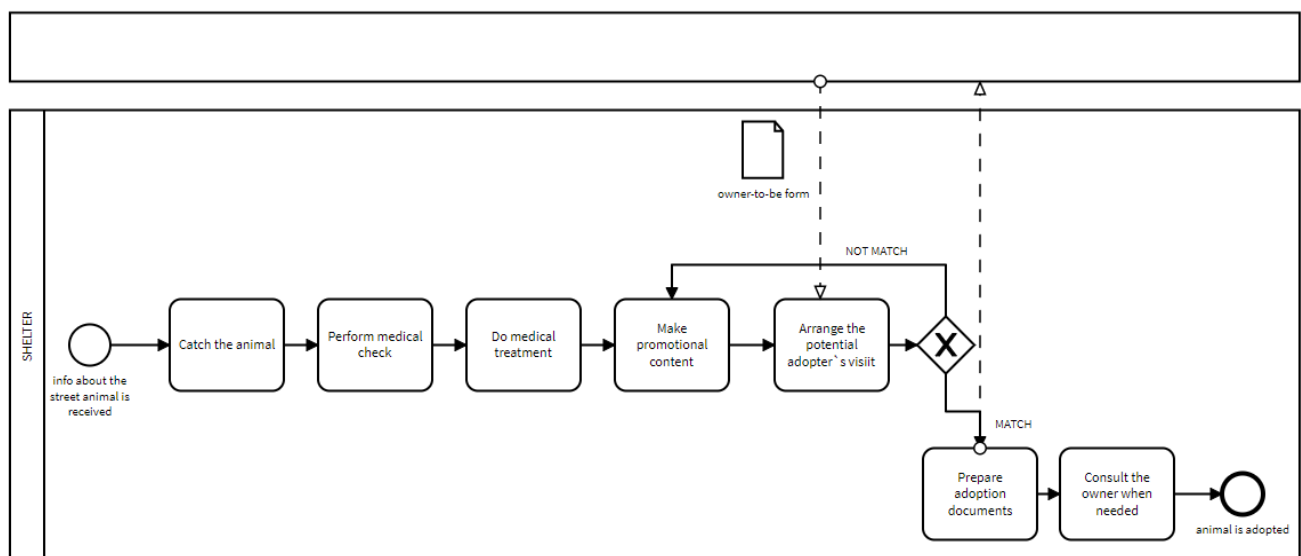 owner-to-be form
NOT MATCH
SHELTER
info about the
street animal is
received
Catch the animal
Perform medical
check
Do medical
treatment
Make
promotional
content
Arrange the
potential
adopter`s visiit
X
MATCH
Prepare
adoption
documents
Consult the
owner when
needed
animal is adopted